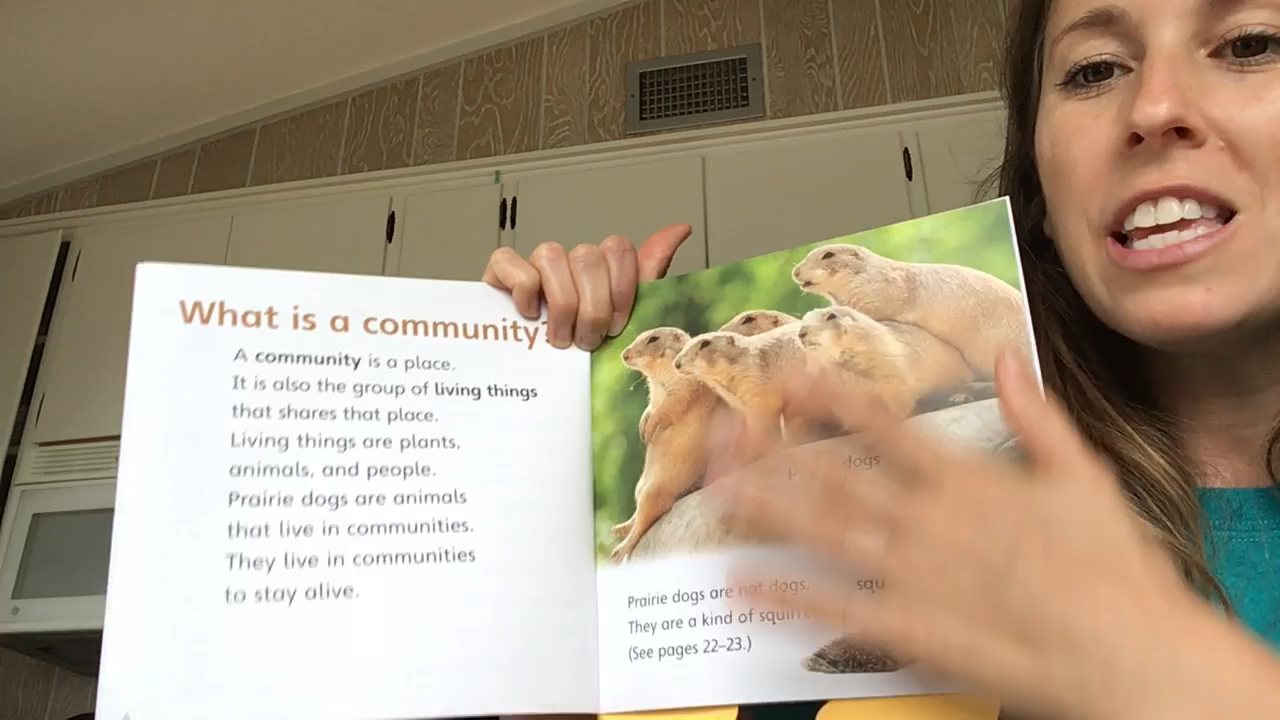 What is a community?
A community is a place.
It is also the group of living things
that shares that place.
Living things are plants,
animals, and people.
Prairie dogs are animals
that live in communities.
They live in communities
to stay alive.
dogs
Prairie dogs are not dogs.
They are a kind of
(See pages 22–23.)